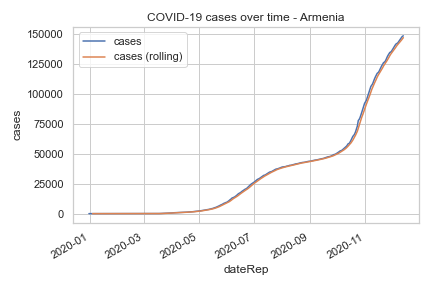 COVID-19 cases over time - Armenia
cases
cases (rolling)
150000
125000
100000
75000
50000
25000
0
cases
2020-01
2020-03
2020-05
2020-07
2020-09
2020-11
dateRep